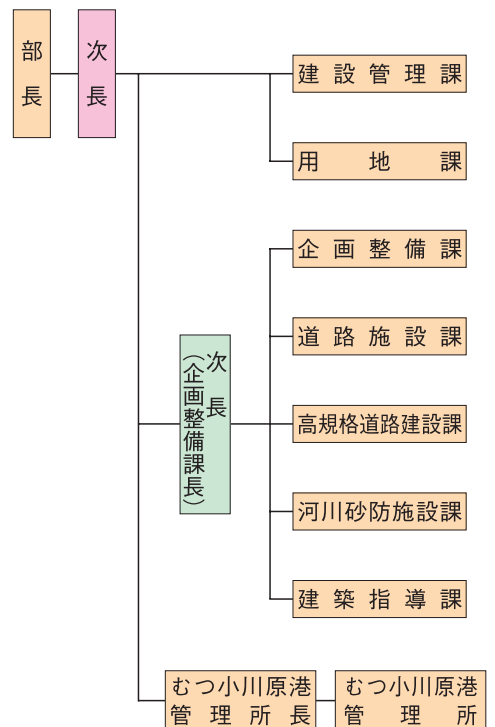 部長
次長
建設管理課
用地課
企画整備課
道路施設課
次長
(企画整備課長)
高規格道路建設課
河川砂防施設課
建築指導課
むつ小川原港
管理所長
むつ小川原港
管理所